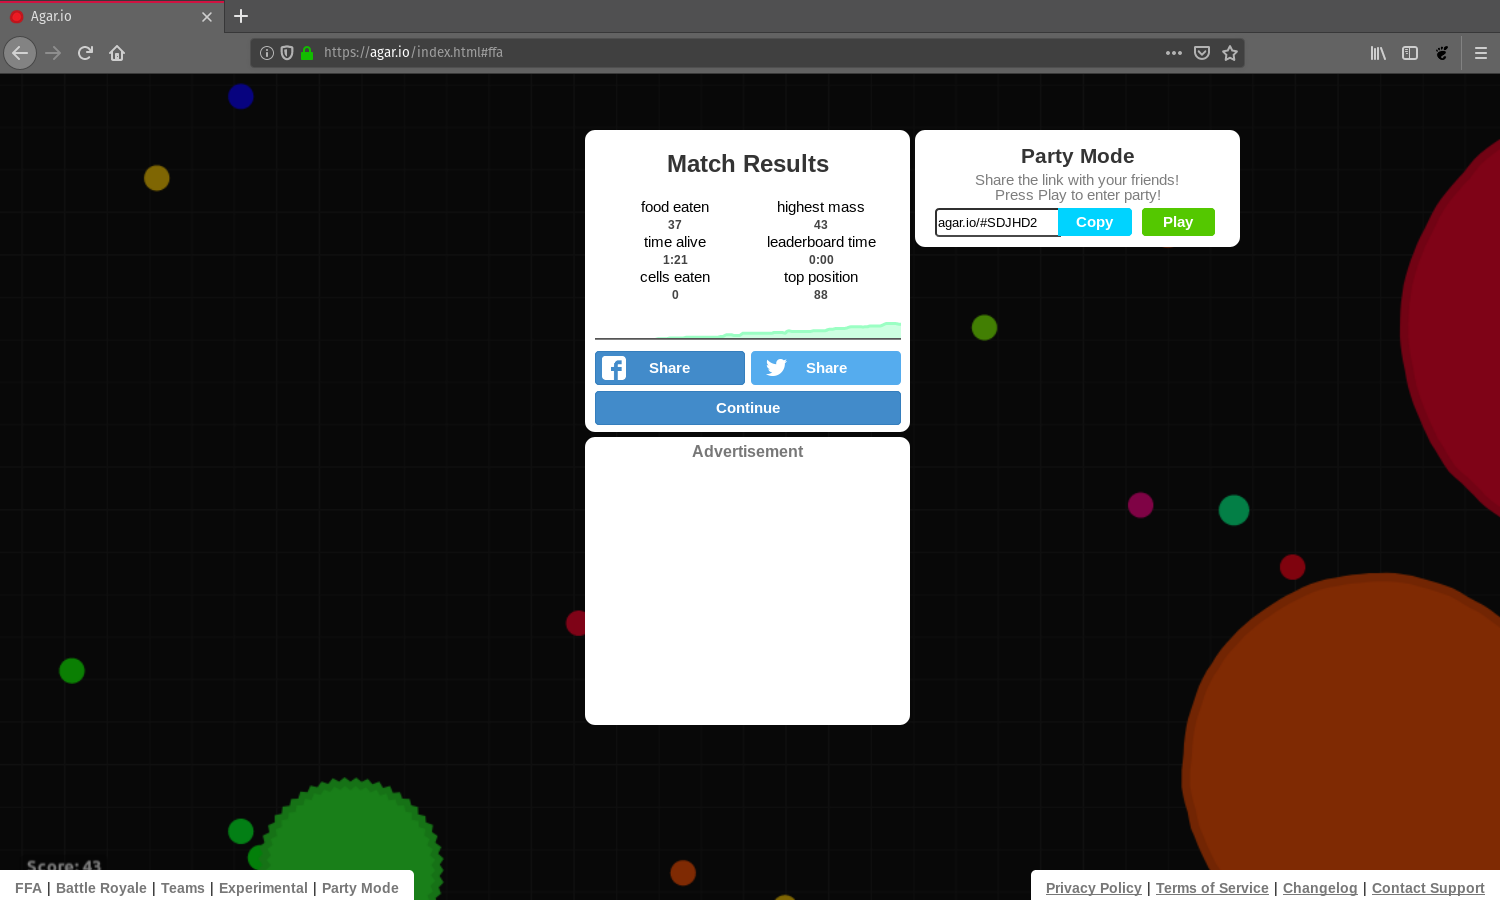 Agar.io
https://agar.io/index.html#ffa
Match Results
food eaten
37
highest mass
43
time alive
1:21
leaderboard time
0:00
cells eaten
0
top position
88
Share
Share
Continue
Advertisement
Party Mode
Share the link with your friends!
Press Play to enter party!
agar.io/#SDJHD2
Copy
Play
Score: 43
FFA | Battle Royale | Teams | Experimental | Party Mode
Privacy Policy | Terms of Service | Changelog | Contact Support